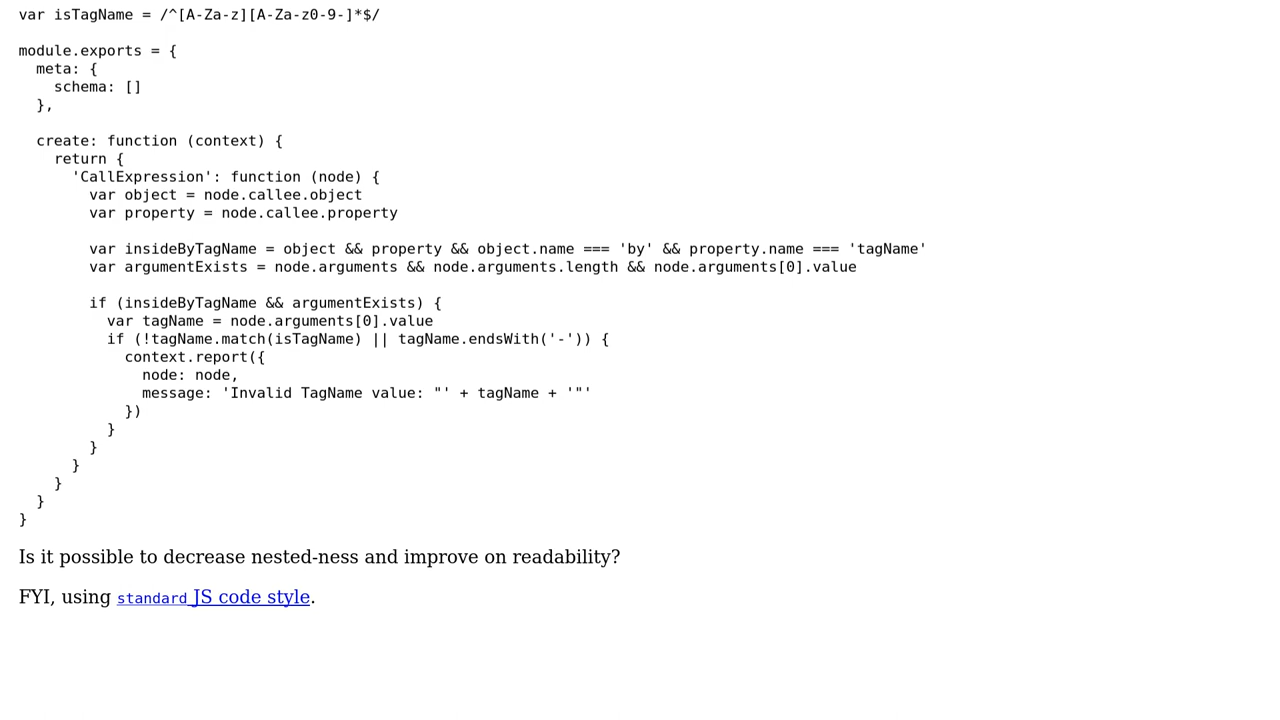 var isTagName = /^[A-Za-z][A-Za-z0-9-]*$/

module.exports = {
  meta: {
    schema: []
  },

  create: function (context) {
    return {
      'CallExpression': function (node) {
        var object = node.callee.object
        var property = node.callee.property

        var insideByTagName = object && property && object.name === 'by' && property.name === 'tagName'
        var argumentExists = node.arguments && node.arguments.length && node.arguments[0].value

        if (insideByTagName && argumentExists) {
          var tagName = node.arguments[0].value
          if (!tagName.match(isTagName) || tagName.endsWith('-')) {
            context.report({
              node: node,
              message: 'Invalid TagName value: "' + tagName + '"'
            })
          }
        }
      }
    }
  }
}
Is it possible to decrease nested-ness and improve on readability?
FYI, using standard JS code style.